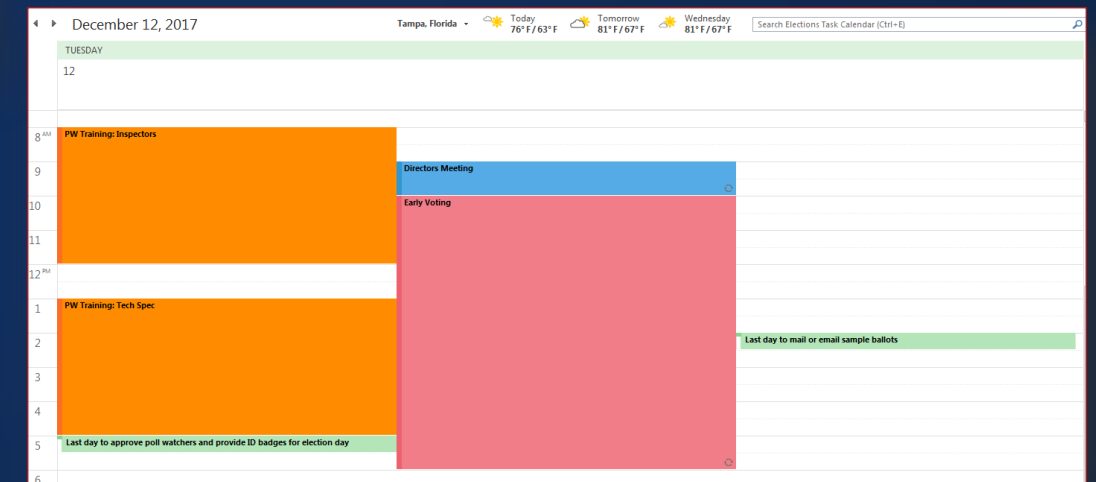 December 12, 2017
Tampa, Florida
Today
76° F / 63° F
Tomorrow
81° F / 67° F
Wednesday
81° F / 67° F
Search Elections Task Calendar (Ctrl+E)
TUESDAY
12
8 AM
PW Training: Inspectors
9
Directors Meeting
10
Early Voting
11
12 PM
1
PW Training: Tech Spec
2
Last day to mail or email sample ballots
3
4
5
Last day to approve poll watchers and provide ID badges for election day
6